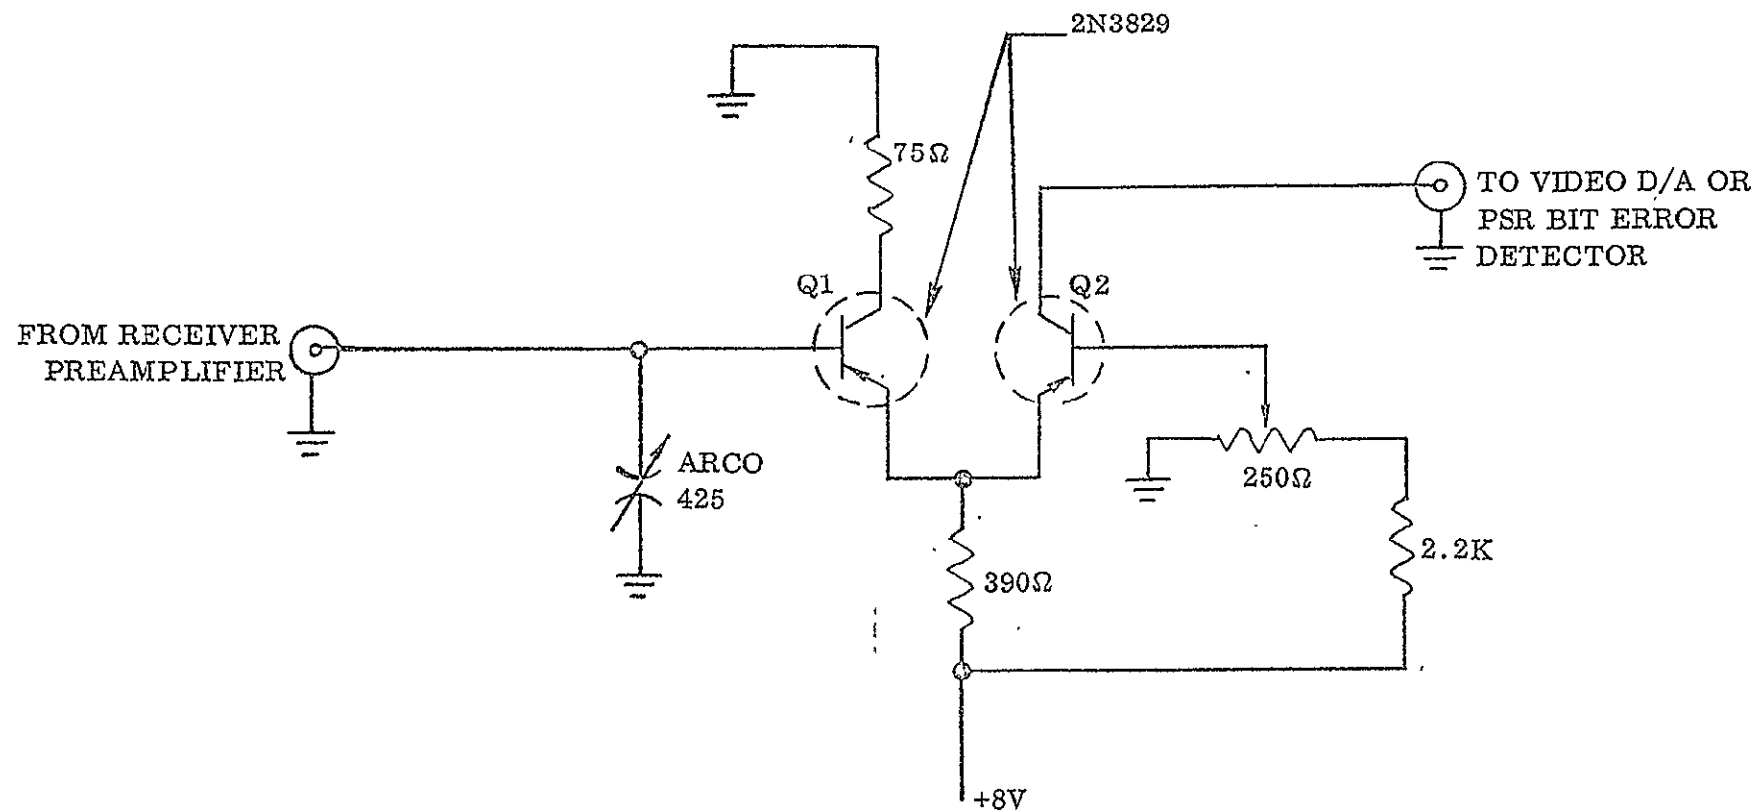 2N3829
75Ω
TO VIDEO D/A OR
PSR BIT ERROR
DETECTOR
Q1
Q2
FROM RECEIVER
PREAMPLIFIER
ARCO
425
250Ω
2.2K
390Ω
+8V